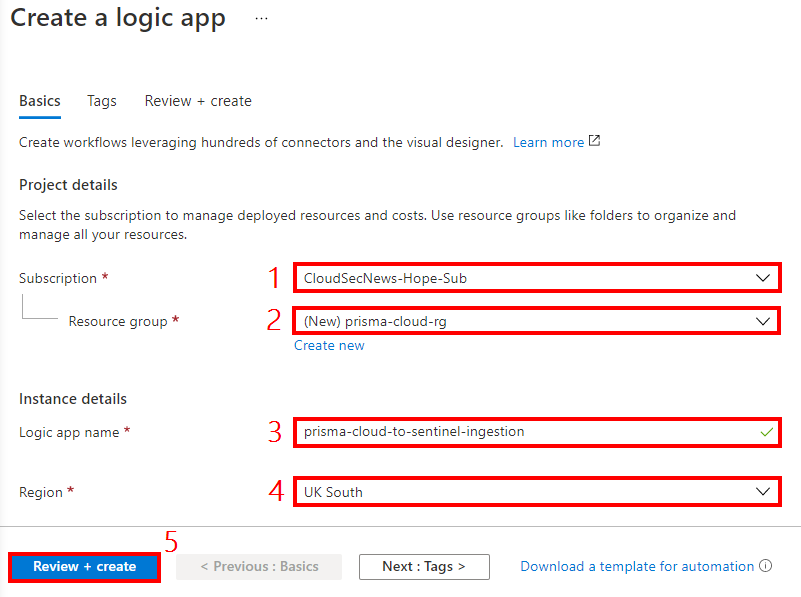 Create a logic app ...
Basics Tags Review + create
Create workflows leveraging hundreds of connectors and the visual designer. Learn more
Project details
Select the subscription to manage deployed resources and costs. Use resource groups like folders to organize and
manage all your resources.
Subscription * 1 CloudSecNews-Hope-Sub
Resource group * 2 (New) prisma-cloud-rg
Create new
Instance details
Logic app name * 3 prisma-cloud-to-sentinel-ingestion
Region * 4 UK South
5
Review + create < Previous : Basics Next : Tags > Download a template for automation